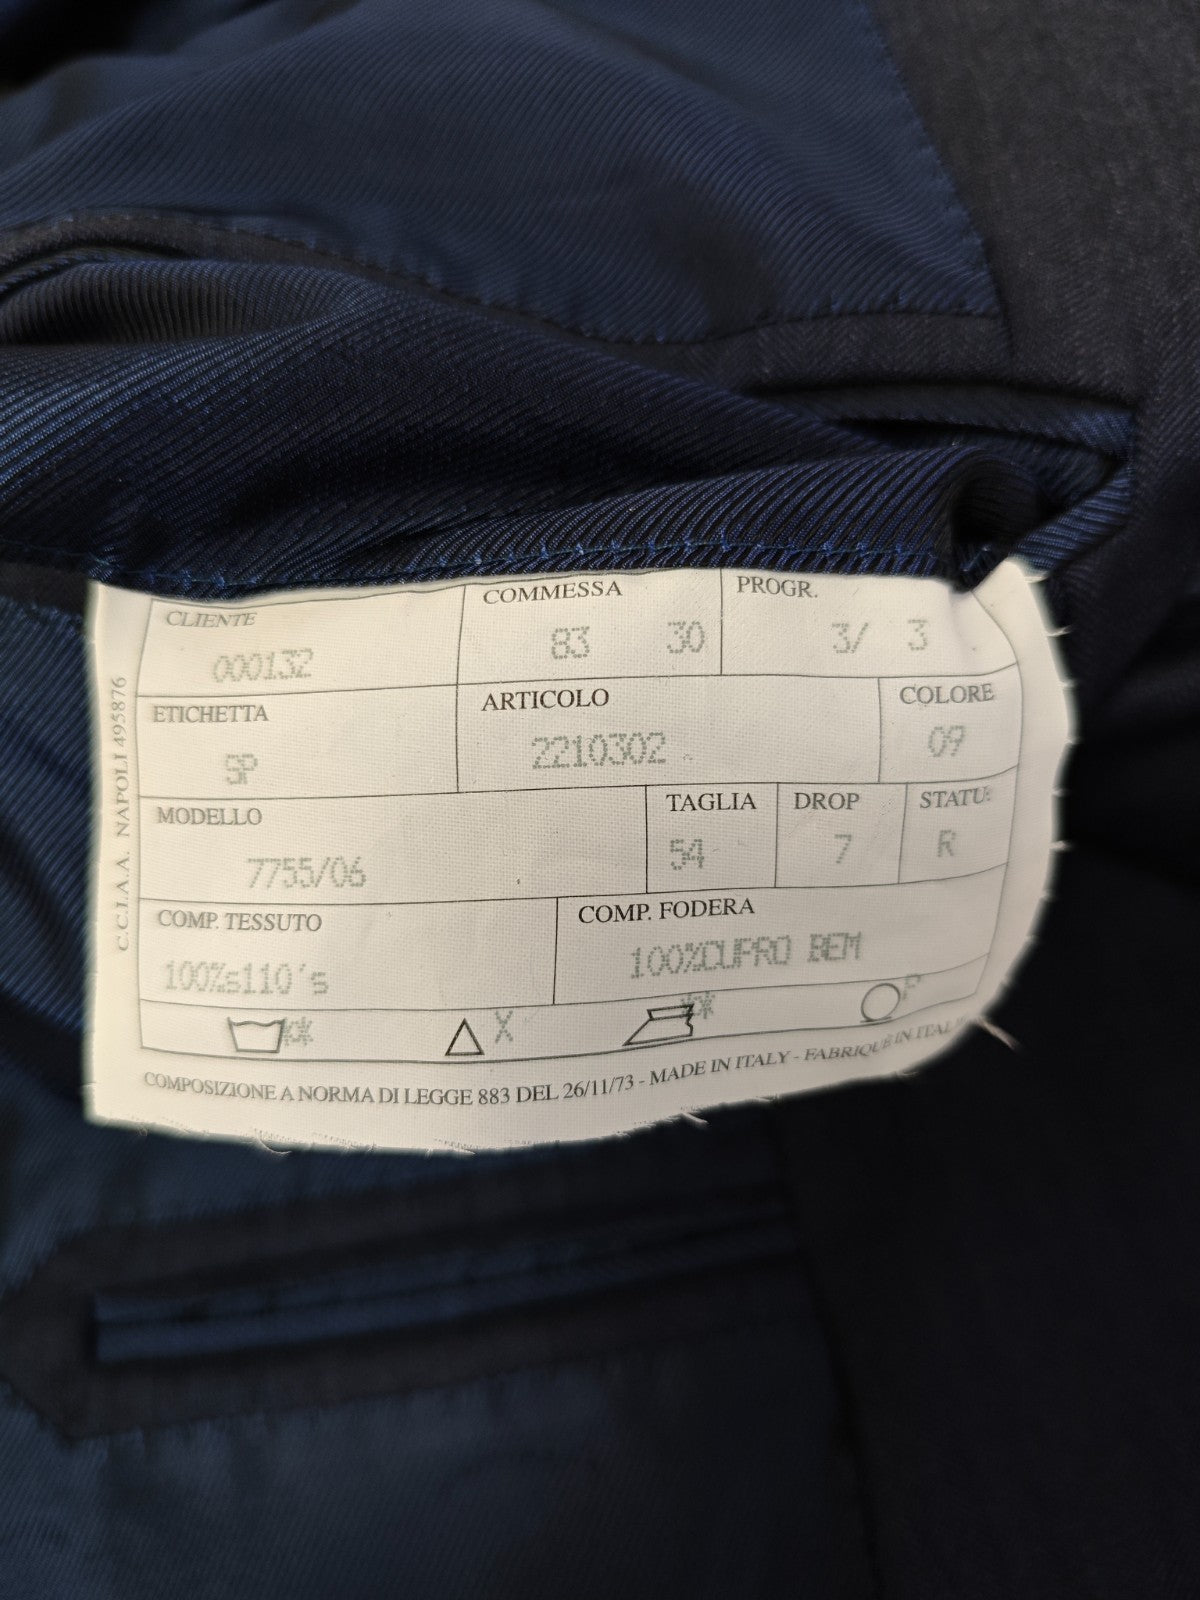 CLIENTE COMMESSA PROGR.
000132 83 30 3/ 3
ETICHETTA ARTICOLO COLORE
SP 2210302 09
MODELLO TAGLIA DROP STATU
7755/06 54 7 R
COMP. TESSUTO COMP. FODERA
100%s110's 100%CUPRO BEM
** X ** P
COMPOSIZIONE A NORMA DI LEGGE 883 DEL 26/11/73 - MADE IN ITALY - FABRIQUÉ IN ITAL
C.C.I.A.A. NAPOLI 495876